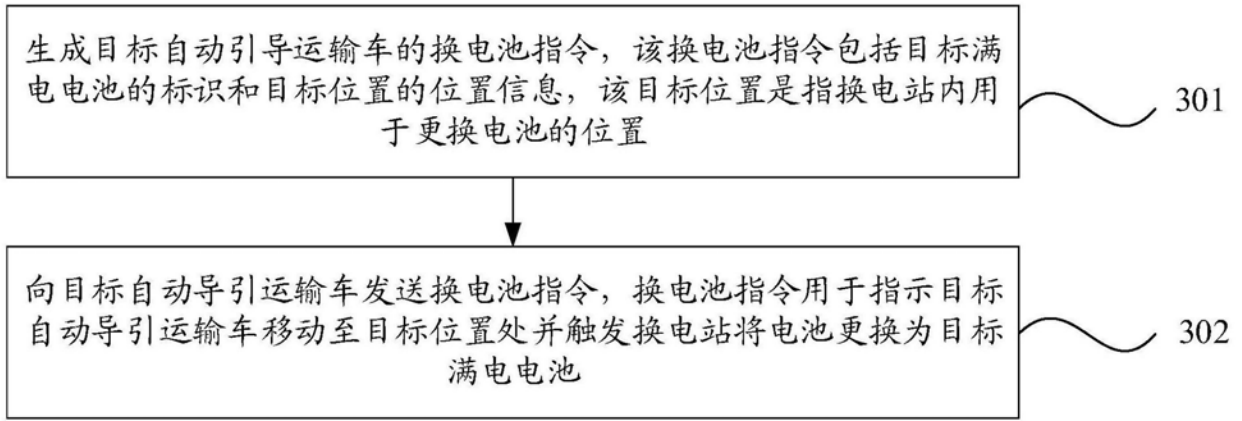 生成目标自动引导运输车的换电池指令，该换电池指令包括目标满
电电池的标识和目标位置的位置信息，该目标位置是指换电站内用
于更换电池的位置
301
向目标自动导引运输车发送换电池指令，换电池指令用于指示目标
自动导引运输车移动至目标位置处并触发换电站将电池更换为目标
满电电池
302